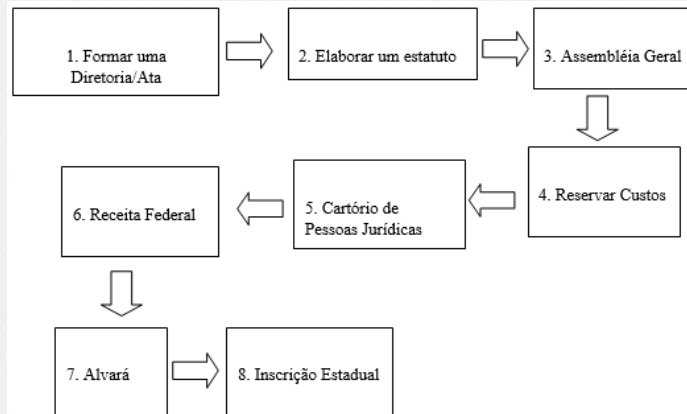 1. Formar uma
Diretoria/Ata
2. Elaborar um estatuto
3. Assembléia Geral
4. Reservar Custos
5. Cartório de
Pessoas Jurídicas
6. Receita Federal
7. Alvará
8. Inscrição Estadual